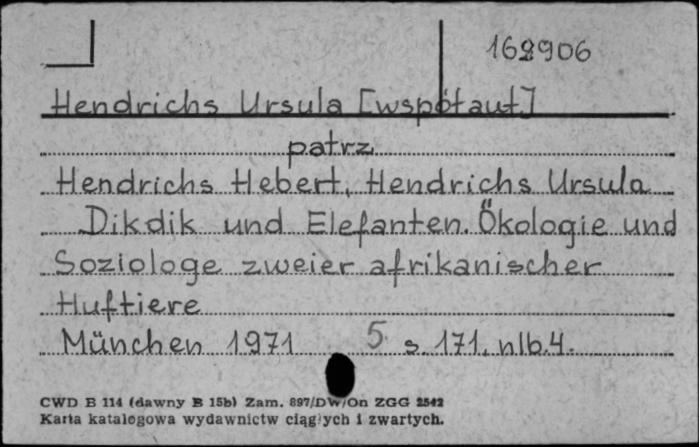 168906
Hendrichs Ursula [współaut]
patrz
Hendrichs Hebert, Hendrichs Ursula
Dikdik und Elefanten. Ökologie und
Soziologe zweier afrikanischer
Huftiere
München 1971 5 s. 171, nlb. 4.
CWD B 114 (dawny B 15b) Zam. 897/DW/On ZGG 2542
Karta katalogowa wydawnictw ciągłych i zwartych.